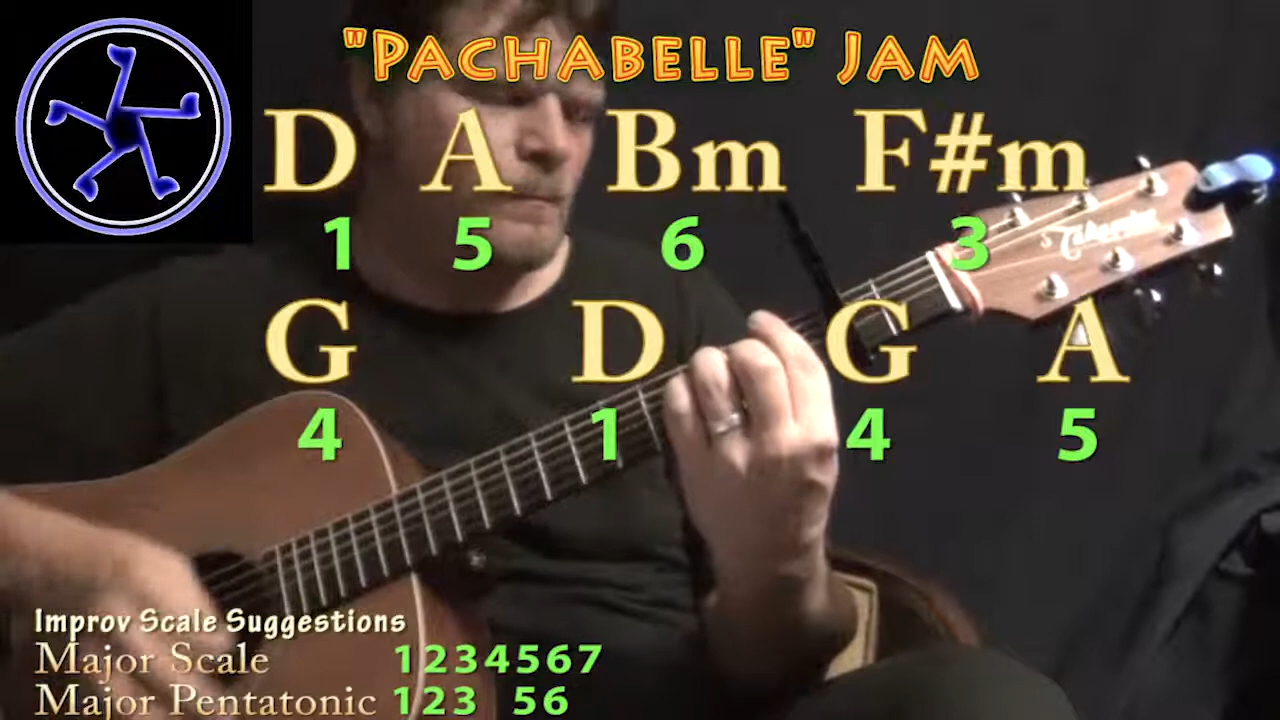 "Pachabelle" Jam
D A Bm F#m
1 5 6 3
G D G A
4 1 4 5
Improv Scale Suggestions
Major Scale 1234567
Major Pentatonic 123 56